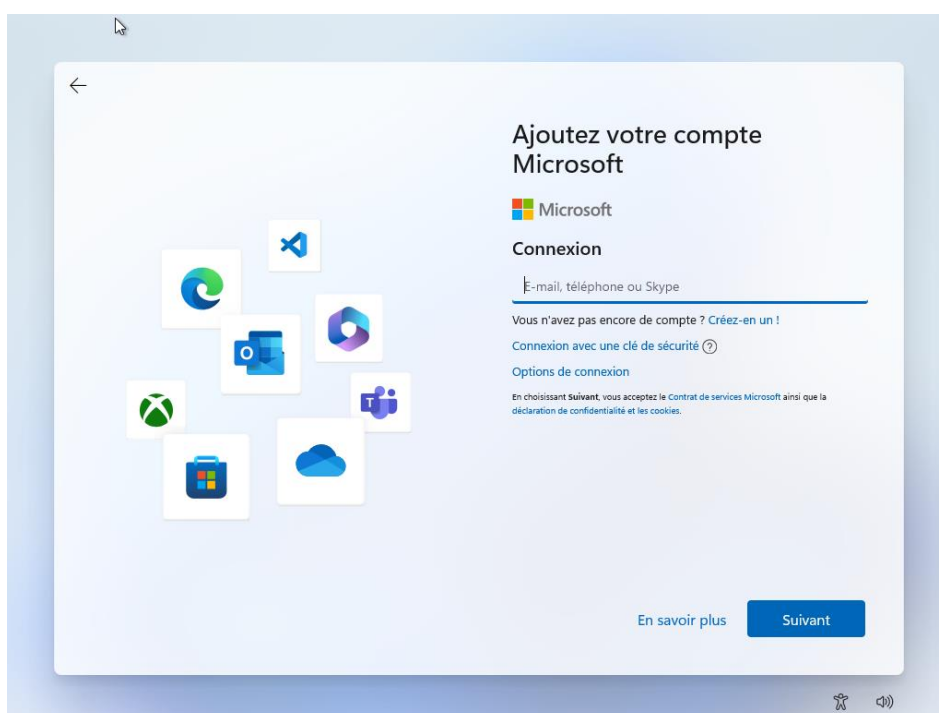 Ajoutez votre compte
Microsoft
Microsoft
Connexion
E-mail, téléphone ou Skype
Vous n'avez pas encore de compte ? Créez-en un !
Connexion avec une clé de sécurité ?
Options de connexion
En choisissant Suivant, vous acceptez le Contrat de services Microsoft ainsi que la
déclaration de confidentialité et les cookies.
En savoir plus
Suivant